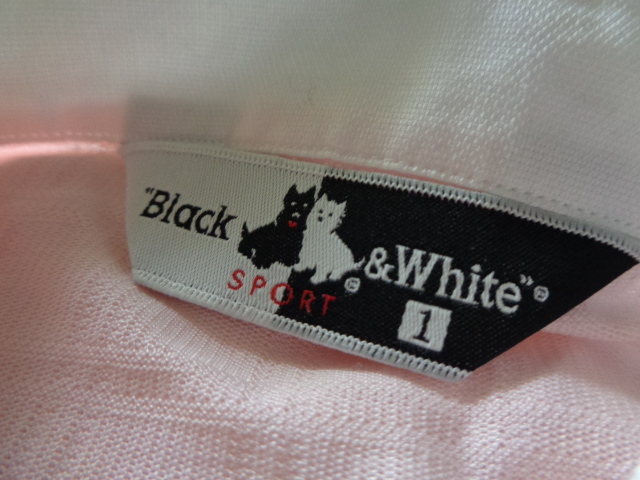 "Black
& White"®
SPORT ©
1